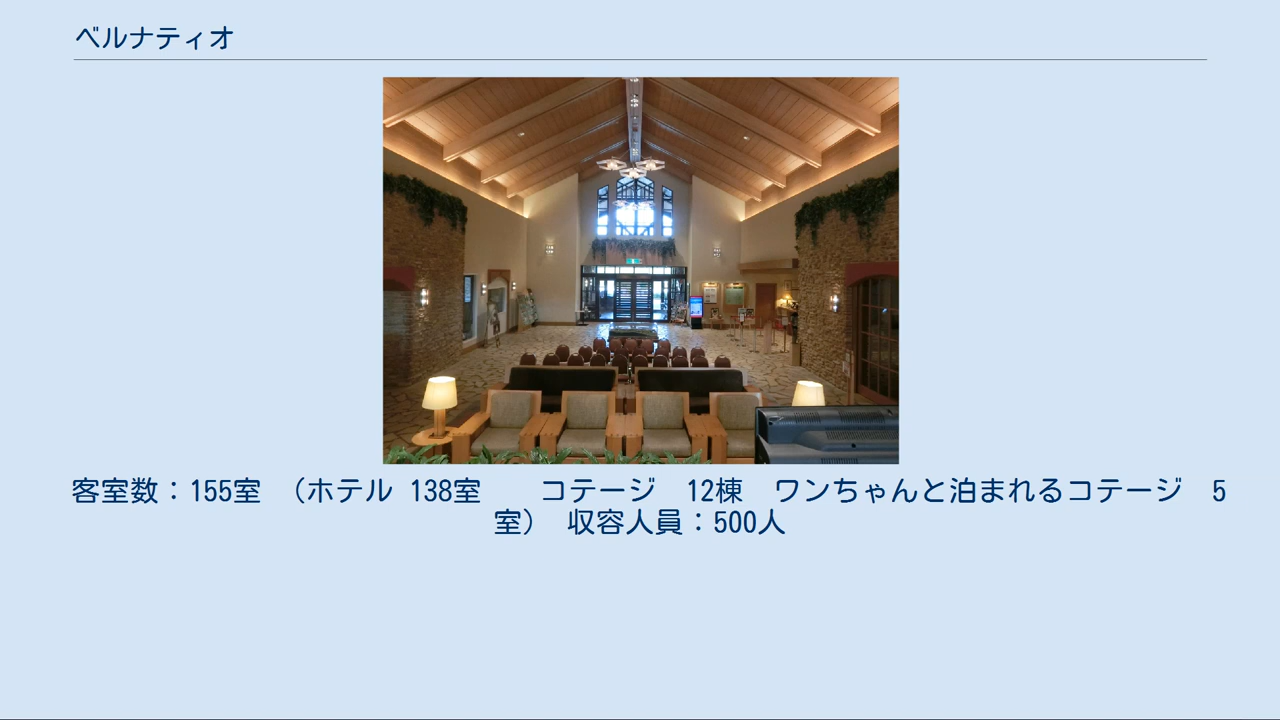 ベルナティオ
客室数：155室　（ホテル 138室　　コテージ　12棟　ワンちゃんと泊まれるコテージ　5
室）　収容人員：500人